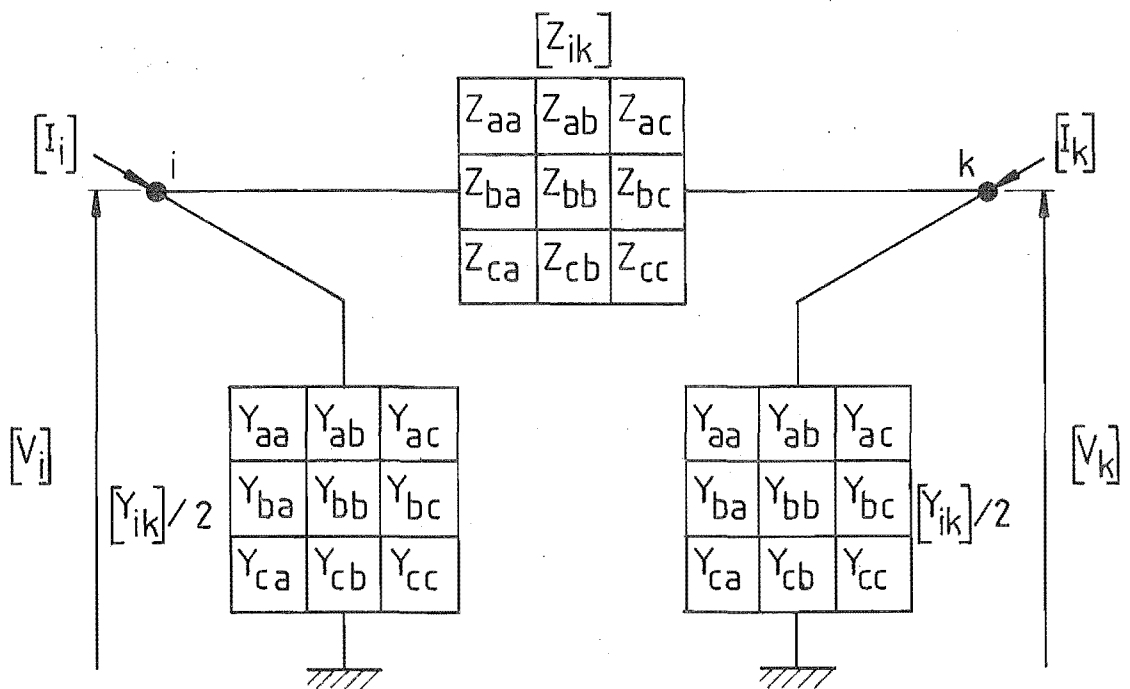 [Z_ik]
Z_aa Z_ab Z_ac
Z_ba Z_bb Z_bc
Z_ca Z_cb Z_cc
[I_i]
i
k
[I_k]
[V_i]
[Y_ik]/2
Y_aa Y_ab Y_ac
Y_ba Y_bb Y_bc
Y_ca Y_cb Y_cc
Y_aa Y_ab Y_ac
Y_ba Y_bb Y_bc
Y_ca Y_cb Y_cc
[Y_ik]/2
[V_k]